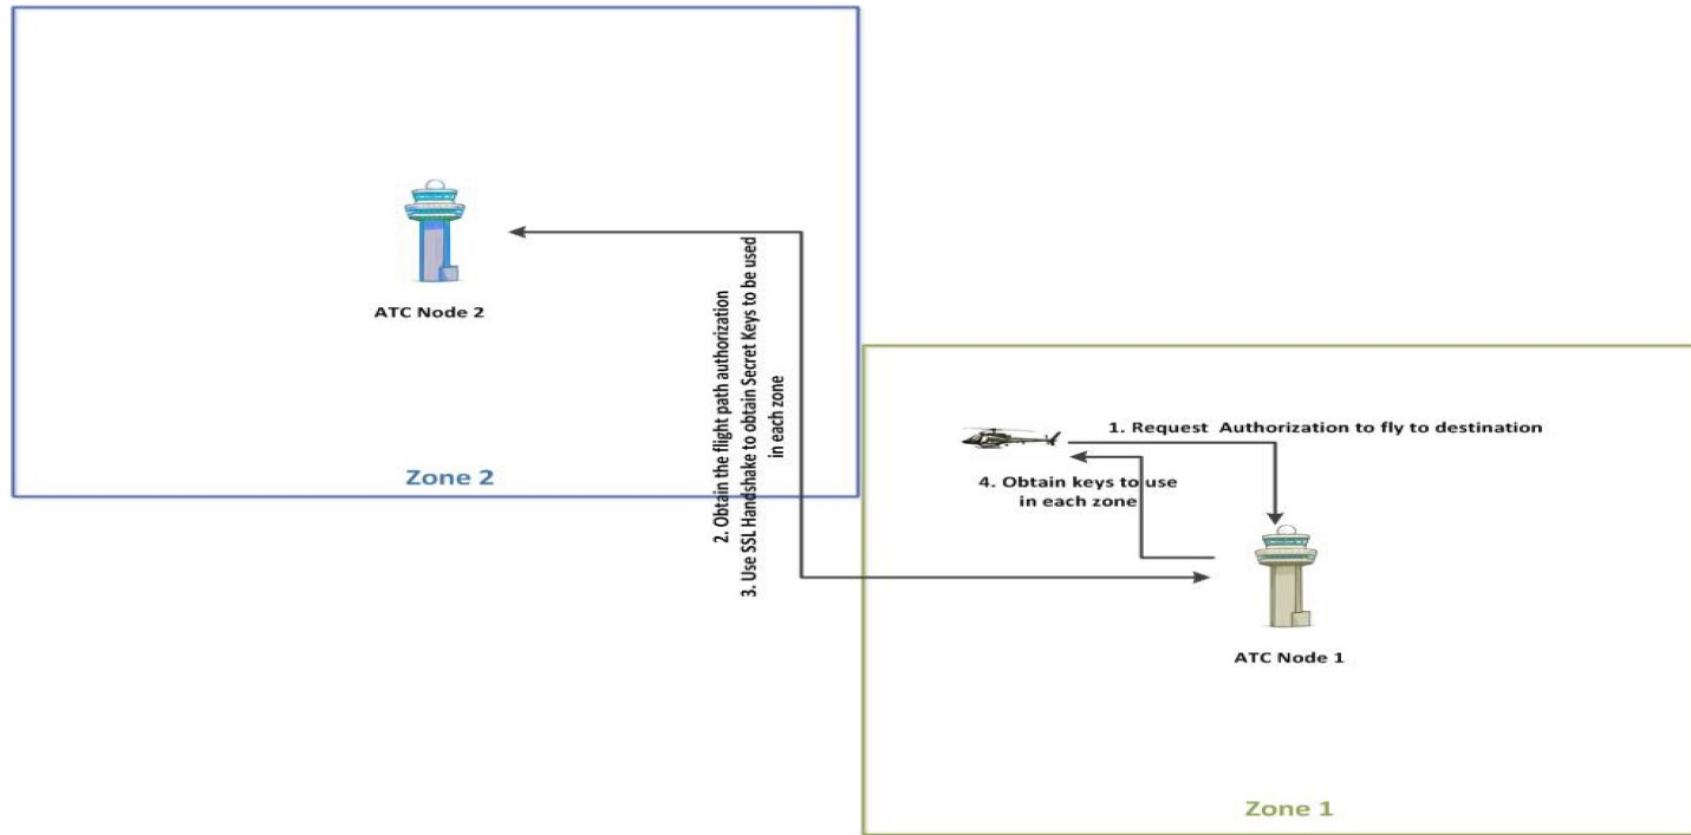 ATC Node 2
Zone 2
2. Obtain the flight path authorization
3. Use SSL Handshake to obtain Secret Keys to be used
in each zone
1. Request Authorization to fly to destination
4. Obtain keys to use
in each zone
ATC Node 1
Zone 1